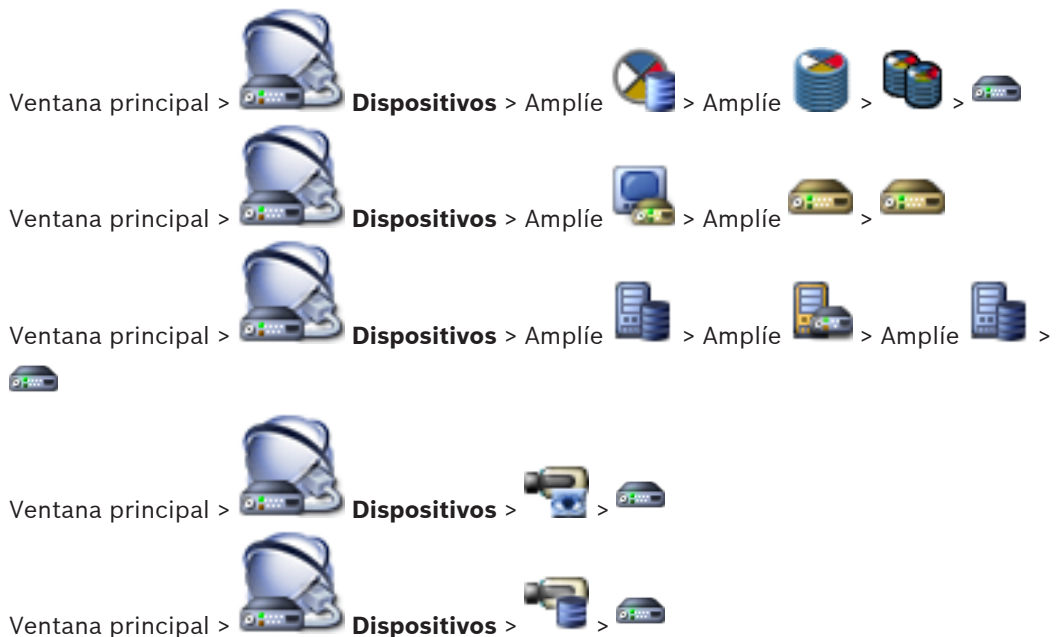 Ventana principal > Dispositivos > Amplíe > Amplíe > >
Ventana principal > Dispositivos > Amplíe > Amplíe >
Ventana principal > Dispositivos > Amplíe > Amplíe > Amplíe >
Ventana principal > Dispositivos > >
Ventana principal > Dispositivos > >